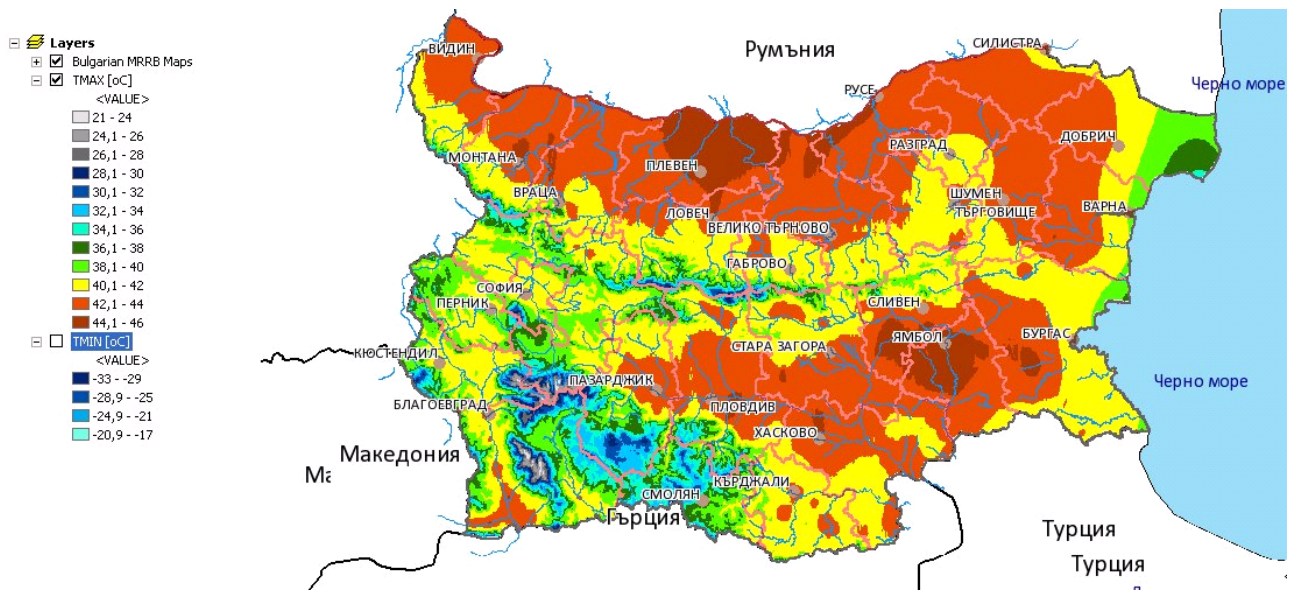 Layers
Bulgarian MRRB Maps
TMAX [oC]
<VALUE>
21 - 24
24,1 - 26
26,1 - 28
28,1 - 30
30,1 - 32
32,1 - 34
34,1 - 36
36,1 - 38
38,1 - 40
40,1 - 42
42,1 - 44
44,1 - 46
TMIN [oC]
<VALUE>
-33 - -29
-28,9 - -25
-24,9 - -21
-20,9 - -17
Румъния
СИЛИСТРА
ВИДИН
Черно море
РУСЕ
ДОБРИЧ
РАЗГРАД
МОНТАНА
ПЛЕВЕН
ВРАЦА
ШУМЕН
ЛОВЕЧ
ТЪРГОВИЩЕ
ВАРНА
ВЕЛИКО ТЪРНОВО
ГАБРОВО
СОФИЯ
ПЕРНИК
СЛИВЕН
ЯМБОЛ
БУРГАС
СТАРА ЗАГОРА
КЮСТЕНДИЛ
ПАЗАРДЖИК
Черно море
БЛАГОЕВГРАД
ПЛОВДИВ
ХАСКОВО
Македония
Ма
КЪРДЖАЛИ
СМОЛЯН
Гърция
Турция
Турция